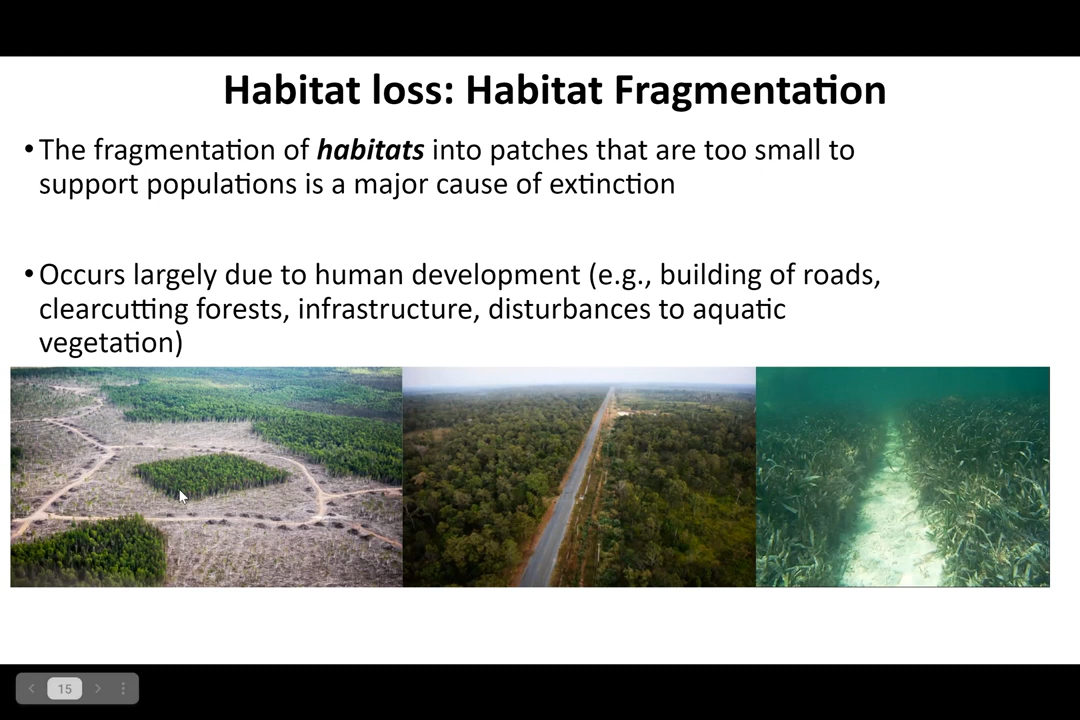 Habitat loss: Habitat Fragmentation
•The fragmentation of habitats into patches that are too small to
support populations is a major cause of extinction
•Occurs largely due to human development (e.g., building of roads,
clearcutting forests, infrastructure, disturbances to aquatic
vegetation)
15